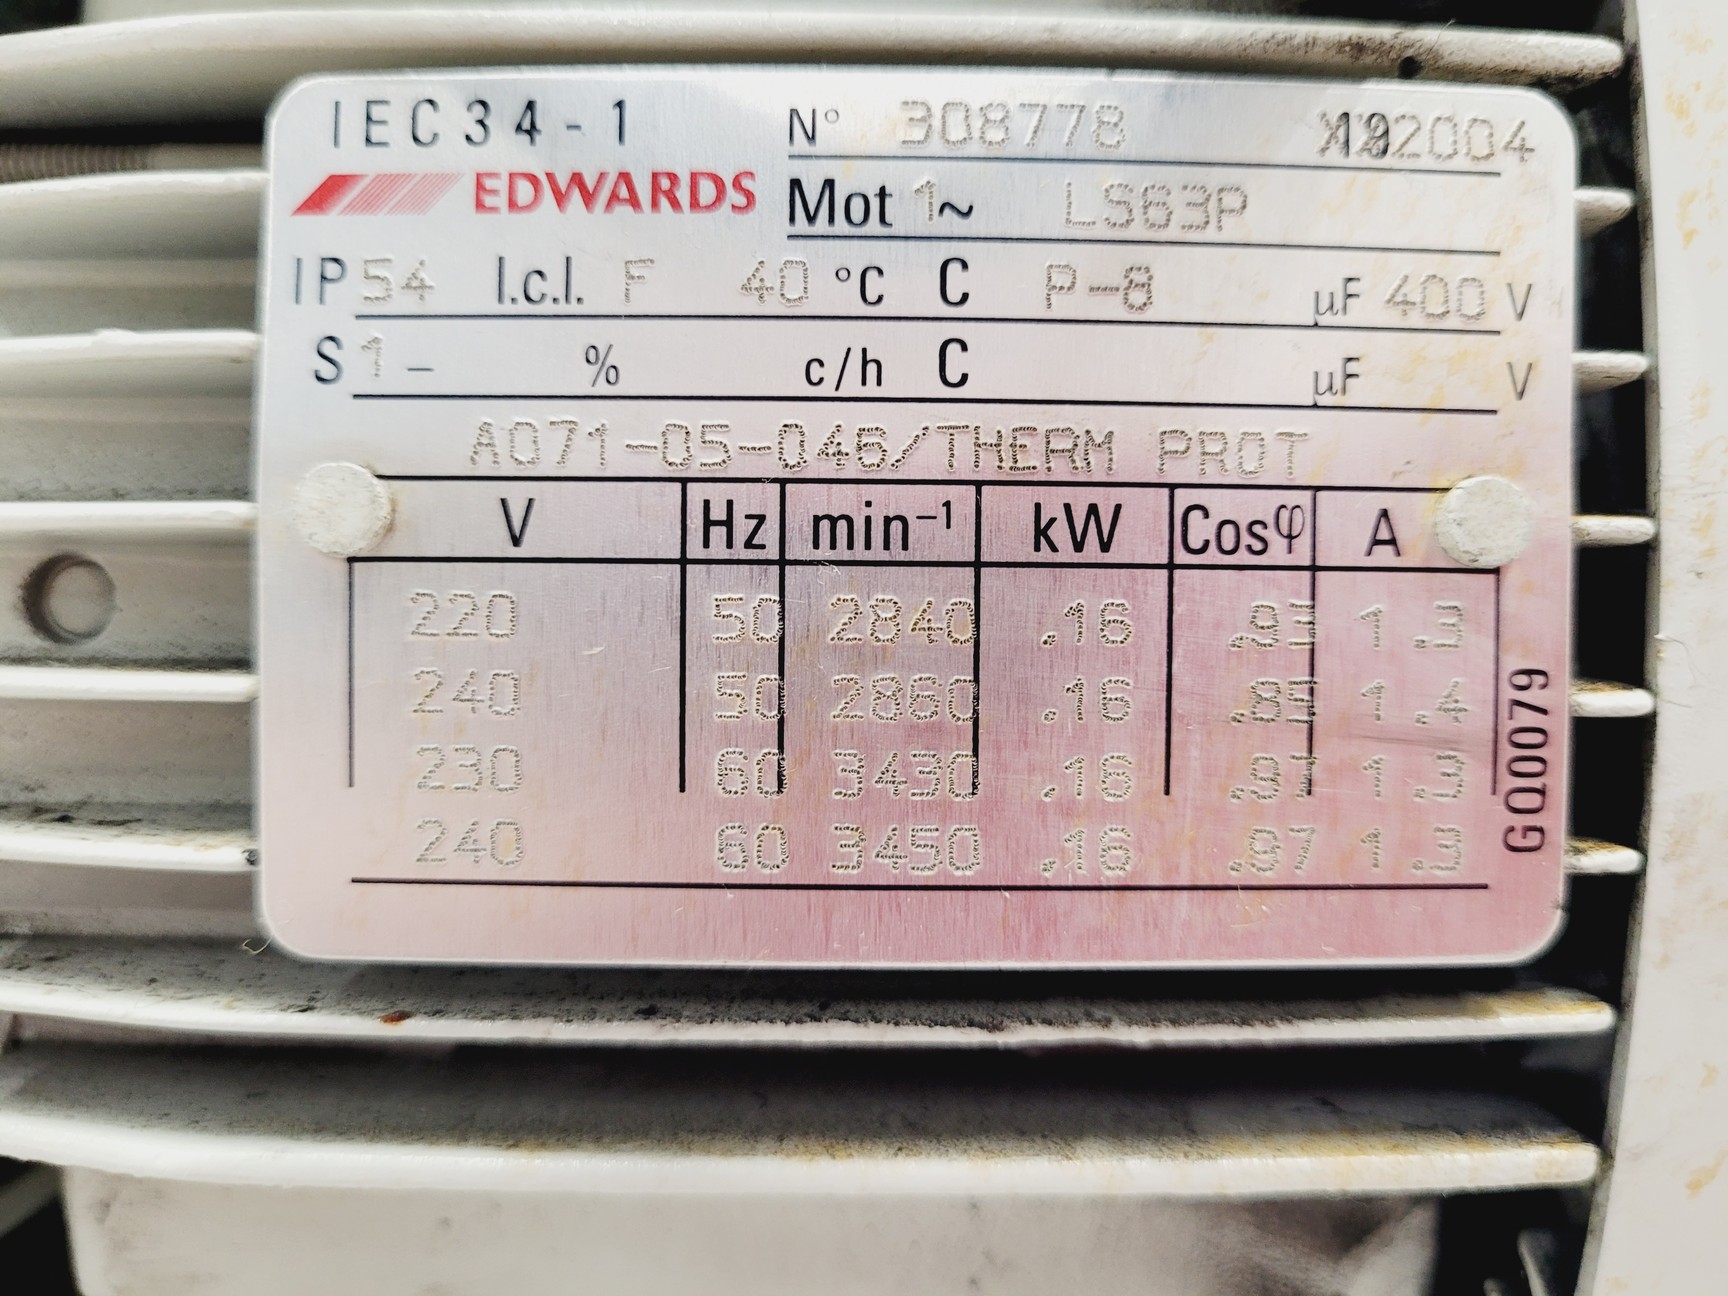 IEC 34-1 N° 308778 2004
EDWARDS Mot 1~ LS63P
IP 54 I.cl. F 40 °C C P-8 µF 400 V
S 1 - % c/h C µF V
A071-05-046/THERM PROT
V Hz min⁻¹ kW Cosφ A
220 50 2840 .16 1.3
240 50 2860 .16 1.4
230 60 3430 .16 .97 1.3
240 60 3450 .16 .97 1.3
GQ0079